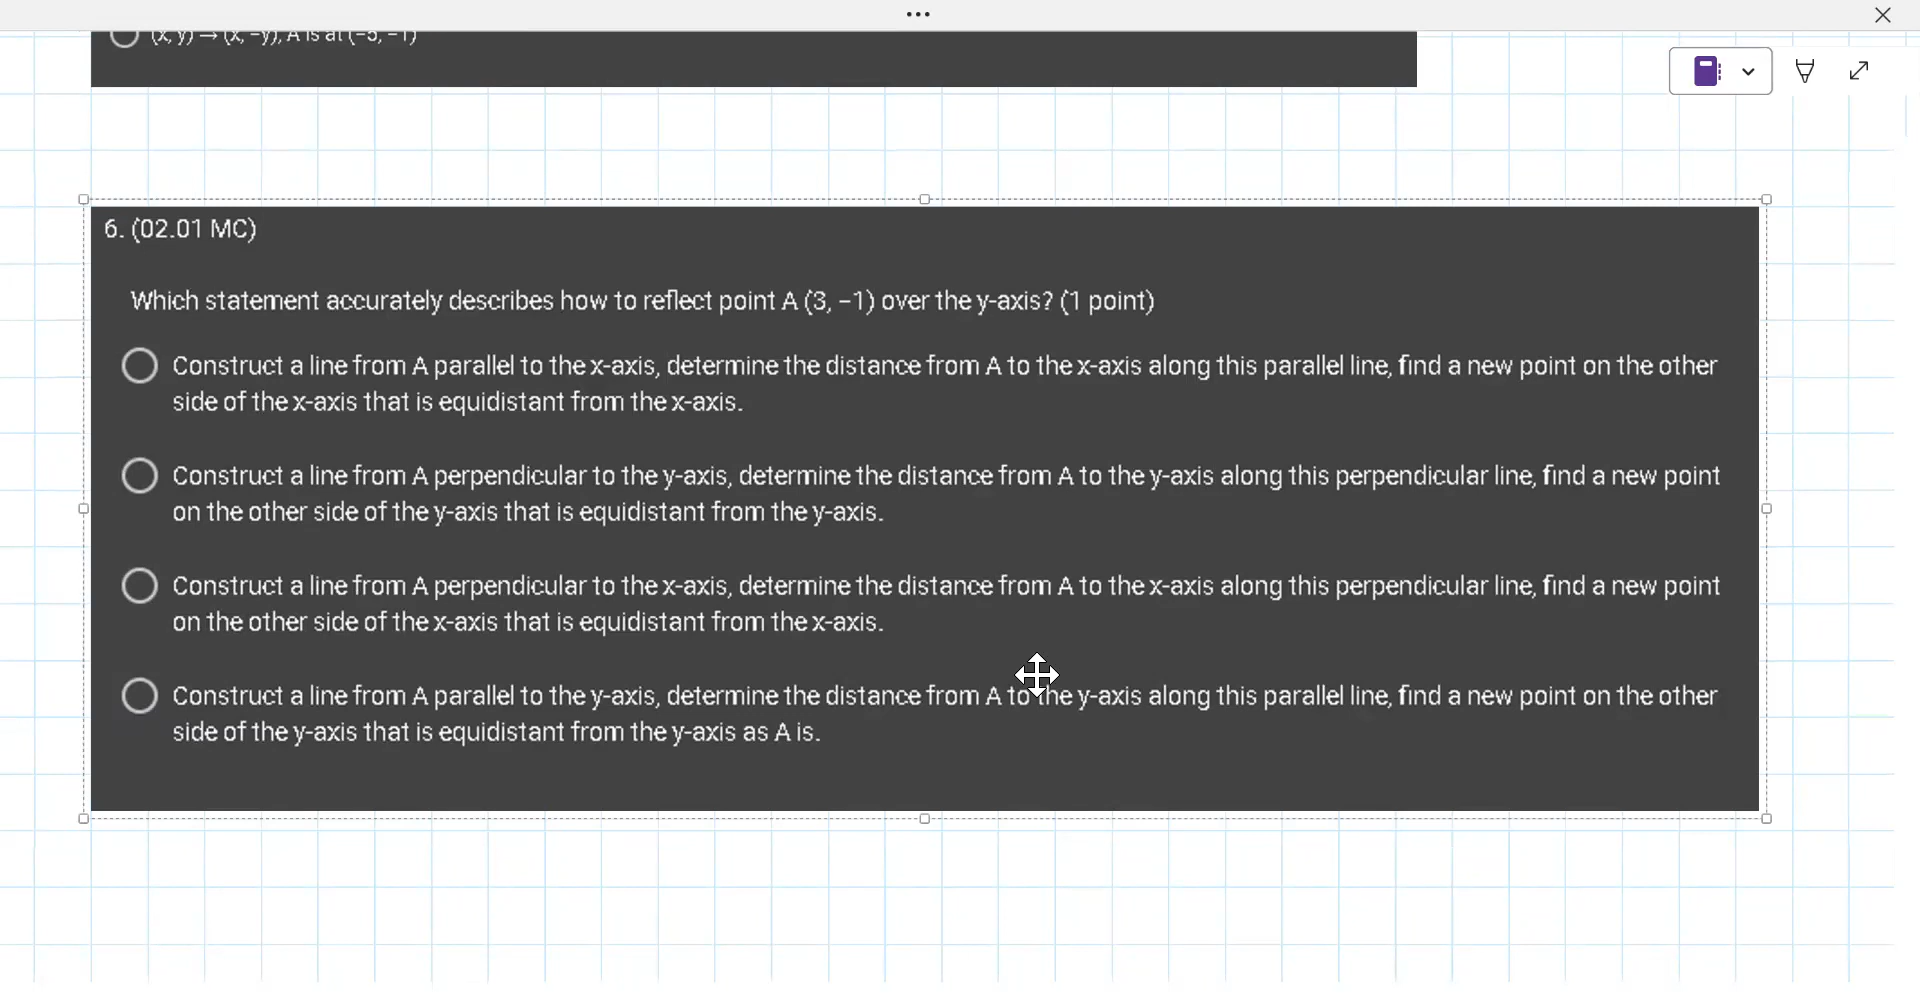 (x, y) → (x, −y), A is at (−5, −1)
6. (02.01 MC)
Which statement accurately describes how to reflect point A (3, −1) over the y-axis? (1 point)
Construct a line from A parallel to the x-axis, determine the distance from A to the x-axis along this parallel line, find a new point on the other
side of the x-axis that is equidistant from the x-axis.
Construct a line from A perpendicular to the y-axis, determine the distance from A to the y-axis along this perpendicular line, find a new point
on the other side of the y-axis that is equidistant from the y-axis.
Construct a line from A perpendicular to the x-axis, determine the distance from A to the x-axis along this perpendicular line, find a new point
on the other side of the x-axis that is equidistant from the x-axis.
Construct a line from A parallel to the y-axis, determine the distance from A to the y-axis along this parallel line, find a new point on the other
side of the y-axis that is equidistant from the y-axis as A is.